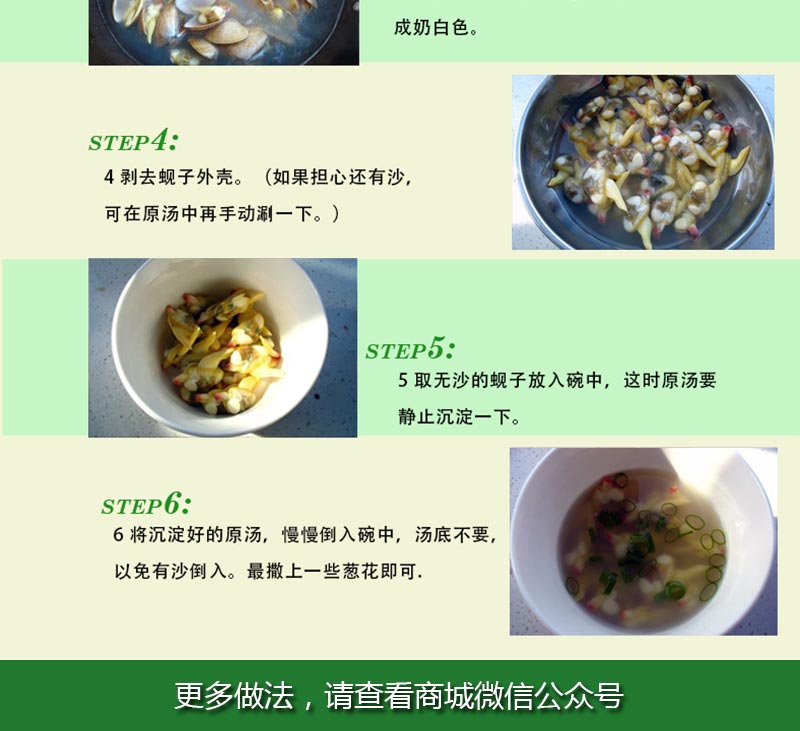 成奶白色。
STEP4:
4 剥去蚬子外壳。（如果担心还有沙,
可在原汤中再手动涮一下。）
STEP5:
5 取无沙的蚬子放入碗中，这时原汤要
静止沉淀一下。
STEP6:
6 将沉淀好的原汤，慢慢倒入碗中，汤底不要，
以免有沙倒入。最撒上一些葱花即可.
更多做法，请查看商城微信公众号